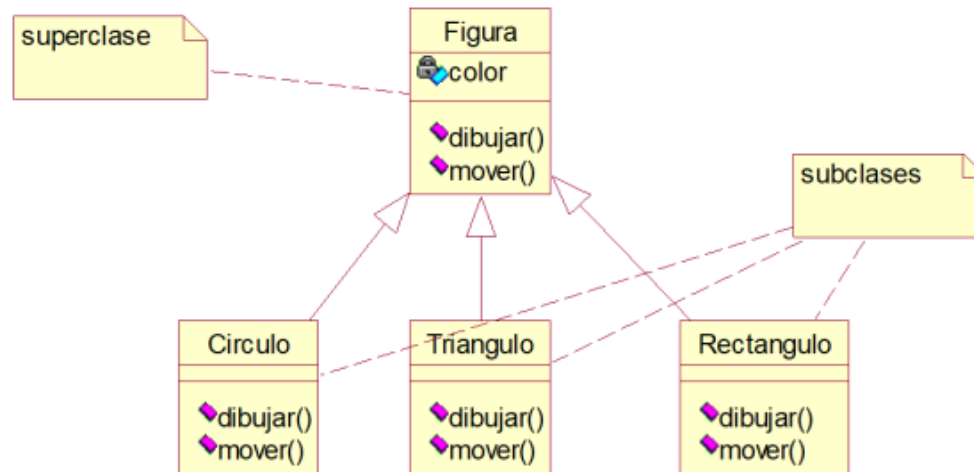 superclase
Figura
color
dibujar()
mover()
subclases
Circulo
dibujar()
mover()
Triangulo
dibujar()
mover()
Rectangulo
dibujar()
mover()